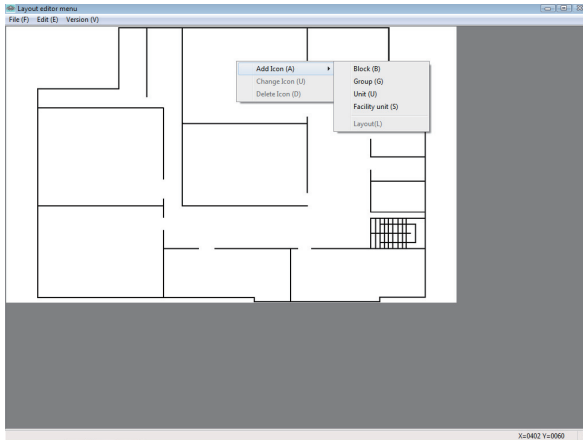 Layout editor menu
File (F) Edit (E) Version (V)
Add Icon (A)
Change Icon (U)
Delete Icon (D)
Block (B)
Group (G)
Unit (U)
Facility unit (S)
Layout(L)
X=0402 Y=0060